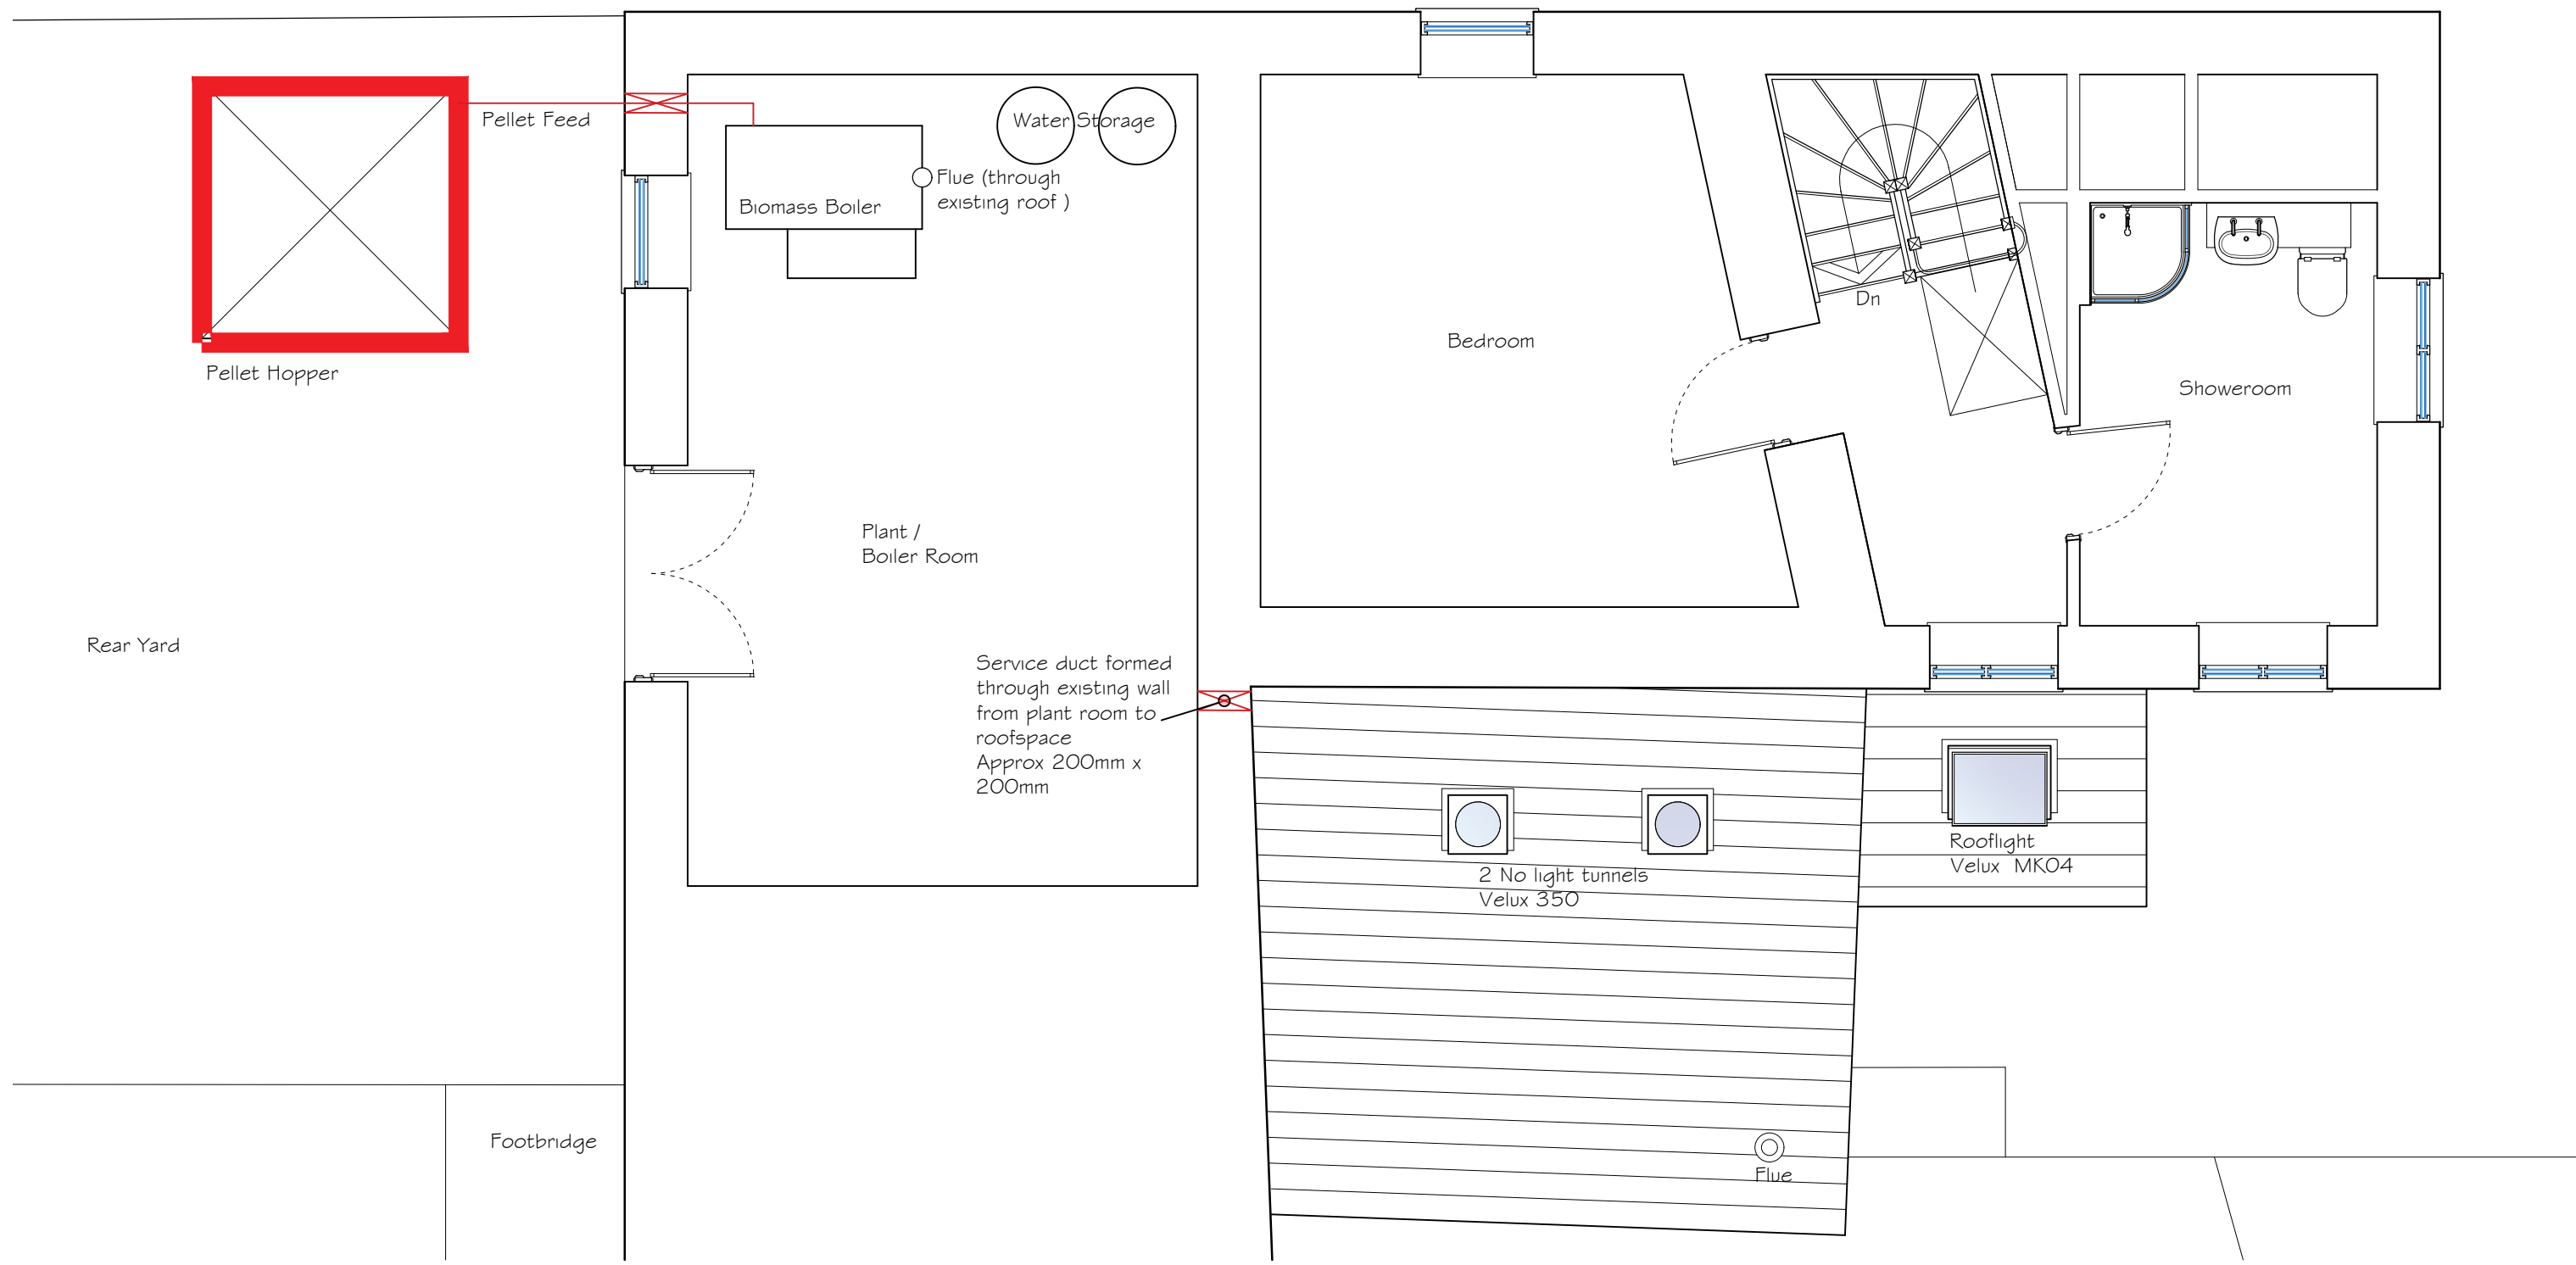 Pellet Feed
Water Storage
Flue (through
existing roof )
Biomass Boiler
Dn
Bedroom
Pellet Hopper
Showeroom
Plant /
Boiler Room
Rear Yard
Service duct formed
through existing wall
from plant room to
roofspace
Approx 200mm x
200mm
Rooflight
Velux MK04
2 No light tunnels
Velux 350
Footbridge
Flue